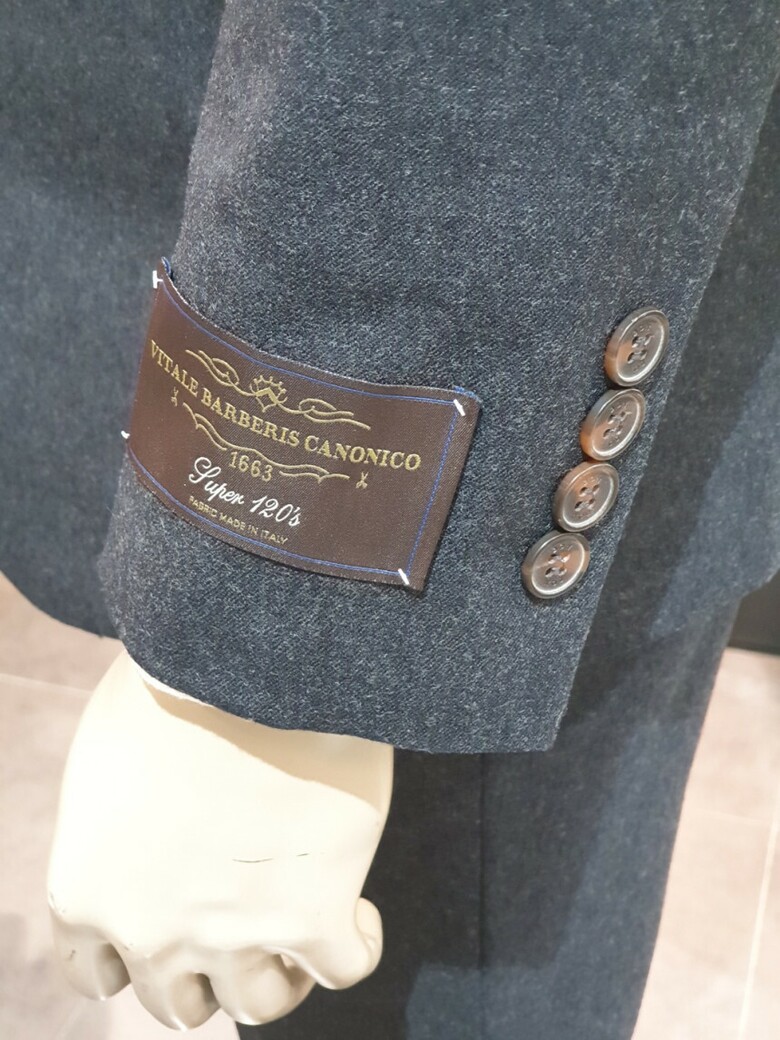 VITALE BARBERIS CANONICO
1663
Super 120's
FABRIC MADE IN ITALY